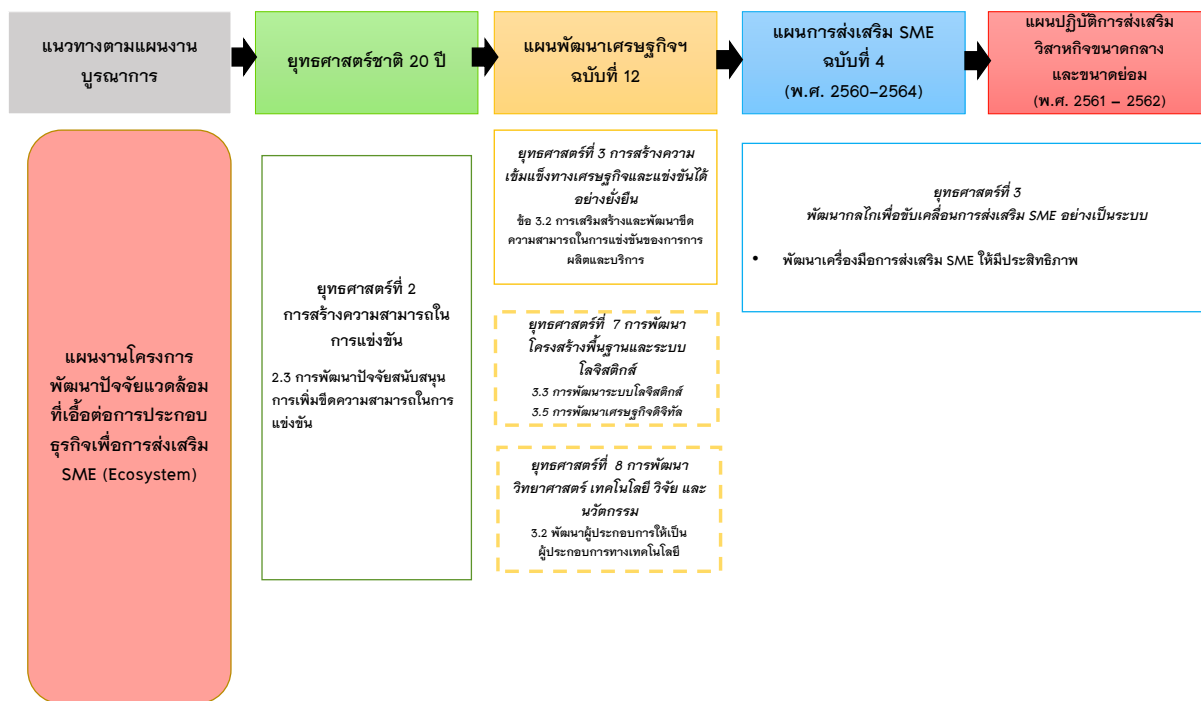 แนวทางตามแผนงาน
บูรณาการ
ยุทธศาสตร์ชาติ 20 ปี
แผนพัฒนาเศรษฐกิจฯ
ฉบับที่ 12
แผนการส่งเสริม SME
ฉบับที่ 4
(พ.ศ. 2560–2564)
แผนปฏิบัติการส่งเสริม
วิสาหกิจขนาดกลาง
และขนาดย่อม
(พ.ศ. 2561 – 2562)
แผนงานโครงการ
พัฒนาปัจจัยแวดล้อม
ที่เอื้อต่อการประกอบ
ธุรกิจเพื่อการส่งเสริม
SME (Ecosystem)
ยุทธศาสตร์ที่ 2
การสร้างความสามารถใน
การแข่งขัน
2.3 การพัฒนาปัจจัยสนับสนุน
การเพิ่มขีดความสามารถในการ
แข่งขัน
ยุทธศาสตร์ที่ 3 การสร้างความ
เข้มแข็งทางเศรษฐกิจและแข่งขันได้
อย่างยั่งยืน
ข้อ 3.2 การเสริมสร้างและพัฒนาขีด
ความสามารถในการแข่งขันของการการ
ผลิตและบริการ
ยุทธศาสตร์ที่ 7 การพัฒนา
โครงสร้างพื้นฐานและระบบ
โลจิสติกส์
3.3 การพัฒนาระบบโลจิสติกส์
3.5 การพัฒนาเศรษฐกิจดิจิทัล
ยุทธศาสตร์ที่ 8 การพัฒนา
วิทยาศาสตร์ เทคโนโลยี วิจัย และ
นวัตกรรม
3.2 พัฒนาผู้ประกอบการให้เป็น
ผู้ประกอบการทางเทคโนโลยี
ยุทธศาสตร์ที่ 3
พัฒนากลไกเพื่อขับเคลื่อนการส่งเสริม SME อย่างเป็นระบบ
• พัฒนาเครื่องมือการส่งเสริม SME ให้มีประสิทธิภาพ